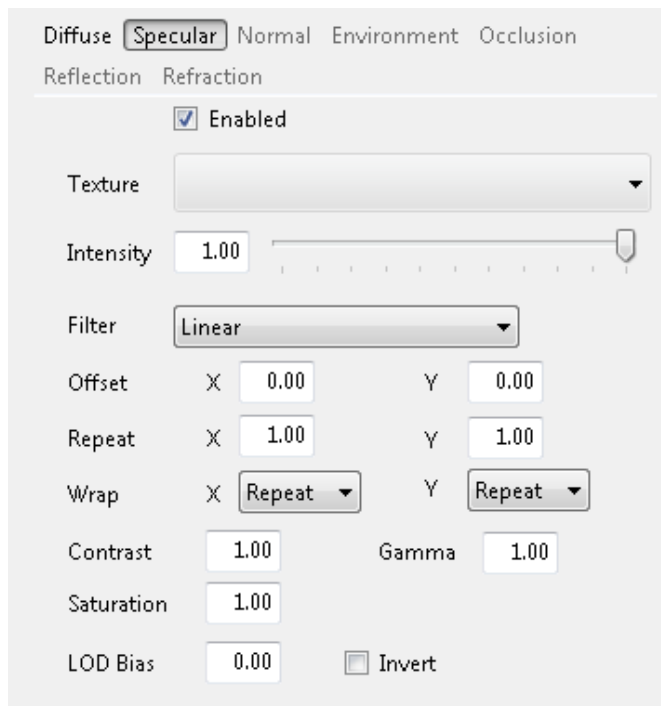 Diffuse Specular Normal Environment Occlusion
Reflection Refraction
Enabled
Texture
Intensity 1.00
Filter Linear
Offset X 0.00 Y 0.00
Repeat X 1.00 Y 1.00
Wrap X Repeat Y Repeat
Contrast 1.00 Gamma 1.00
Saturation 1.00
LOD Bias 0.00 Invert